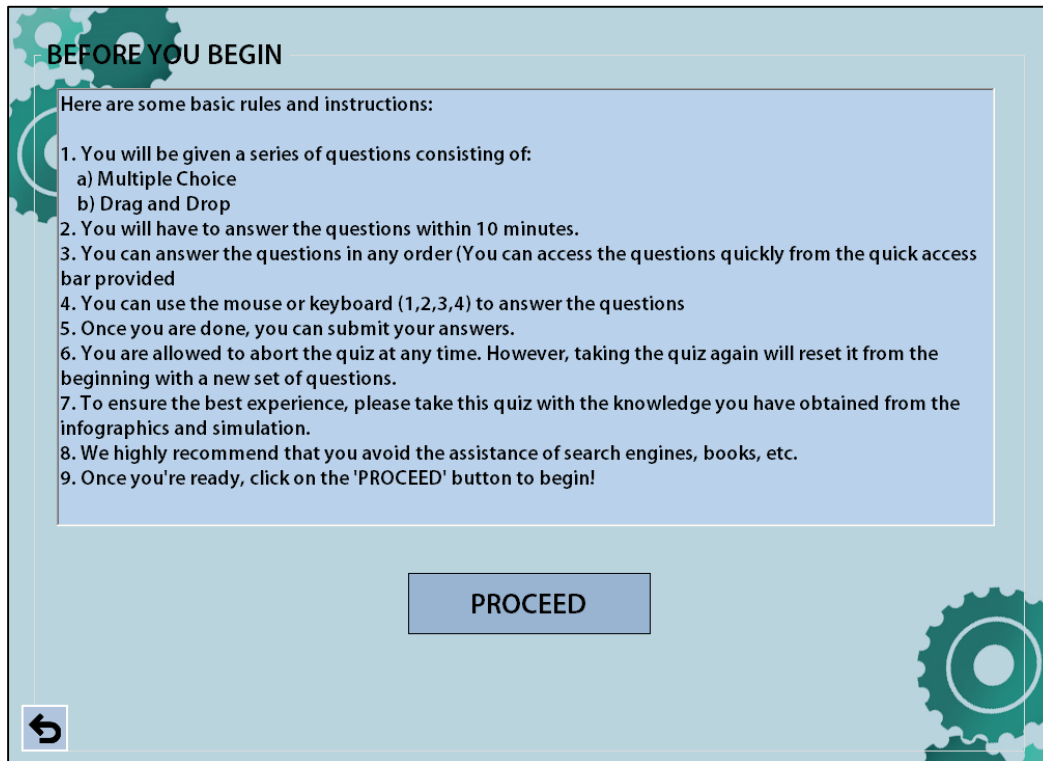 BEFORE YOU BEGIN
Here are some basic rules and instructions:
1. You will be given a series of questions consisting of:
a) Multiple Choice
b) Drag and Drop
2. You will have to answer the questions within 10 minutes.
3. You can answer the questions in any order (You can access the questions quickly from the quick access
bar provided
4. You can use the mouse or keyboard (1,2,3,4) to answer the questions
5. Once you are done, you can submit your answers.
6. You are allowed to abort the quiz at any time. However, taking the quiz again will reset it from the
beginning with a new set of questions.
7. To ensure the best experience, please take this quiz with the knowledge you have obtained from the
infographics and simulation.
8. We highly recommend that you avoid the assistance of search engines, books, etc.
9. Once you're ready, click on the 'PROCEED' button to begin!
PROCEED